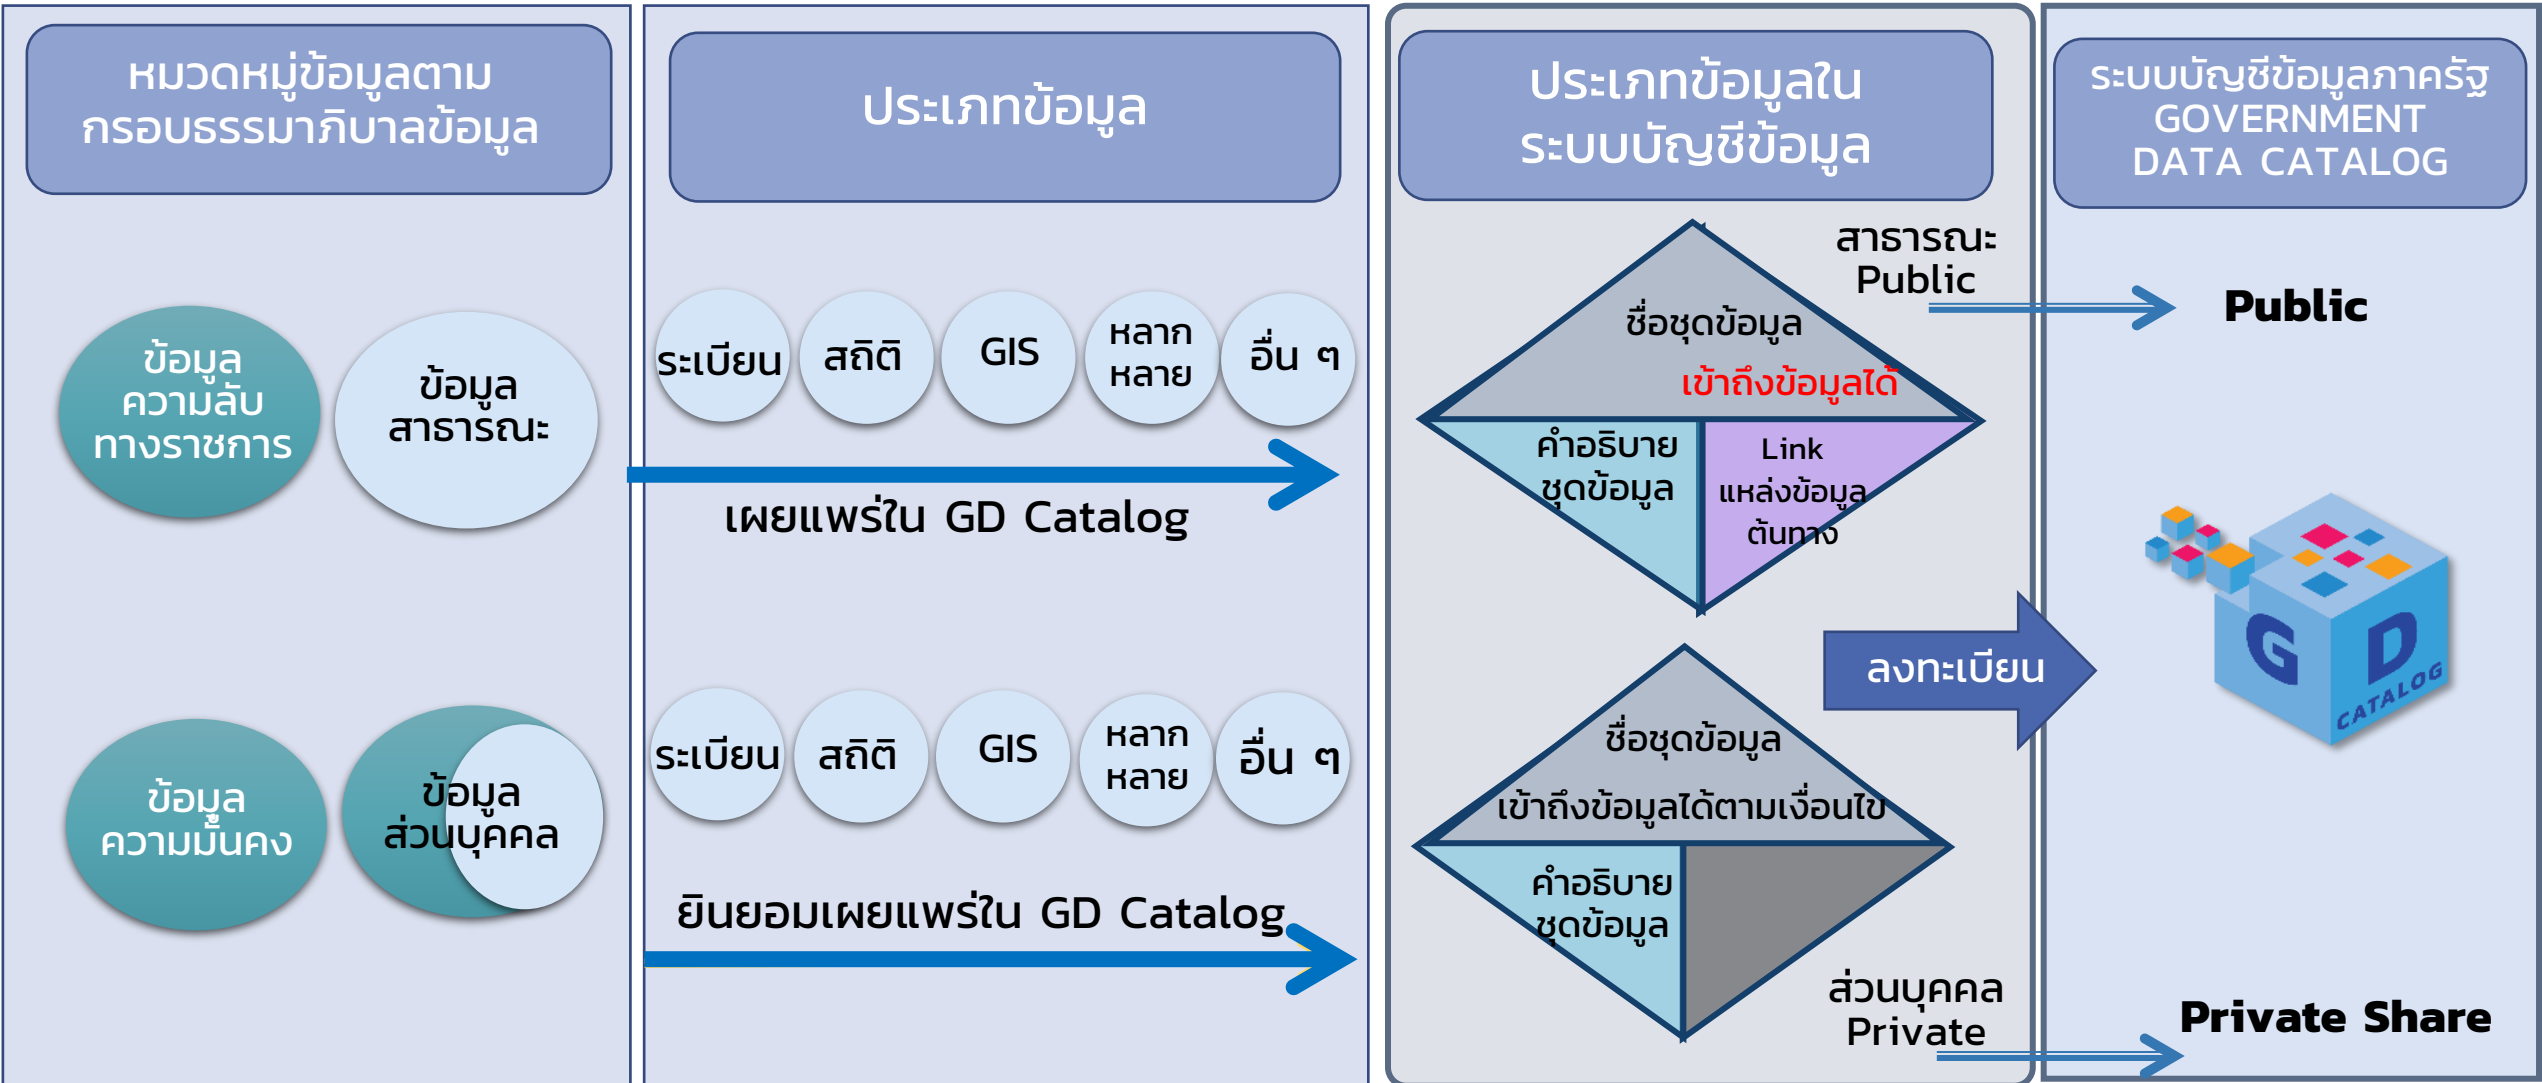 หมวดหมู่ข้อมูลตาม
กรอบธรรมาภิบาลข้อมูล
ประเภทข้อมูล
ประเภทข้อมูลใน
ระบบบัญชีข้อมูล
ระบบบัญชีข้อมูลภาครัฐ
GOVERNMENT
DATA CATALOG
ข้อมูล
ความลับ
ทางราชการ
ข้อมูล
สาธารณะ
ระเบียน
สถิติ
GIS
หลาก
หลาย
อื่น ๆ
เผยแพร่ใน GD Catalog
สาธารณะ
Public
ชื่อชุดข้อมูล
เข้าถึงข้อมูลได้
คำอธิบาย
ชุดข้อมูล
Link
แหล่งข้อมูล
ต้นทาง
Public
ลงทะเบียน
G D
CATALOG
ข้อมูล
ความมั่นคง
ข้อมูล
ส่วนบุคคล
ระเบียน
สถิติ
GIS
หลาก
หลาย
อื่น ๆ
ยินยอมเผยแพร่ใน GD Catalog
ชื่อชุดข้อมูล
เข้าถึงข้อมูลได้ตามเงื่อนไข
คำอธิบาย
ชุดข้อมูล
ส่วนบุคคล
Private
Private Share